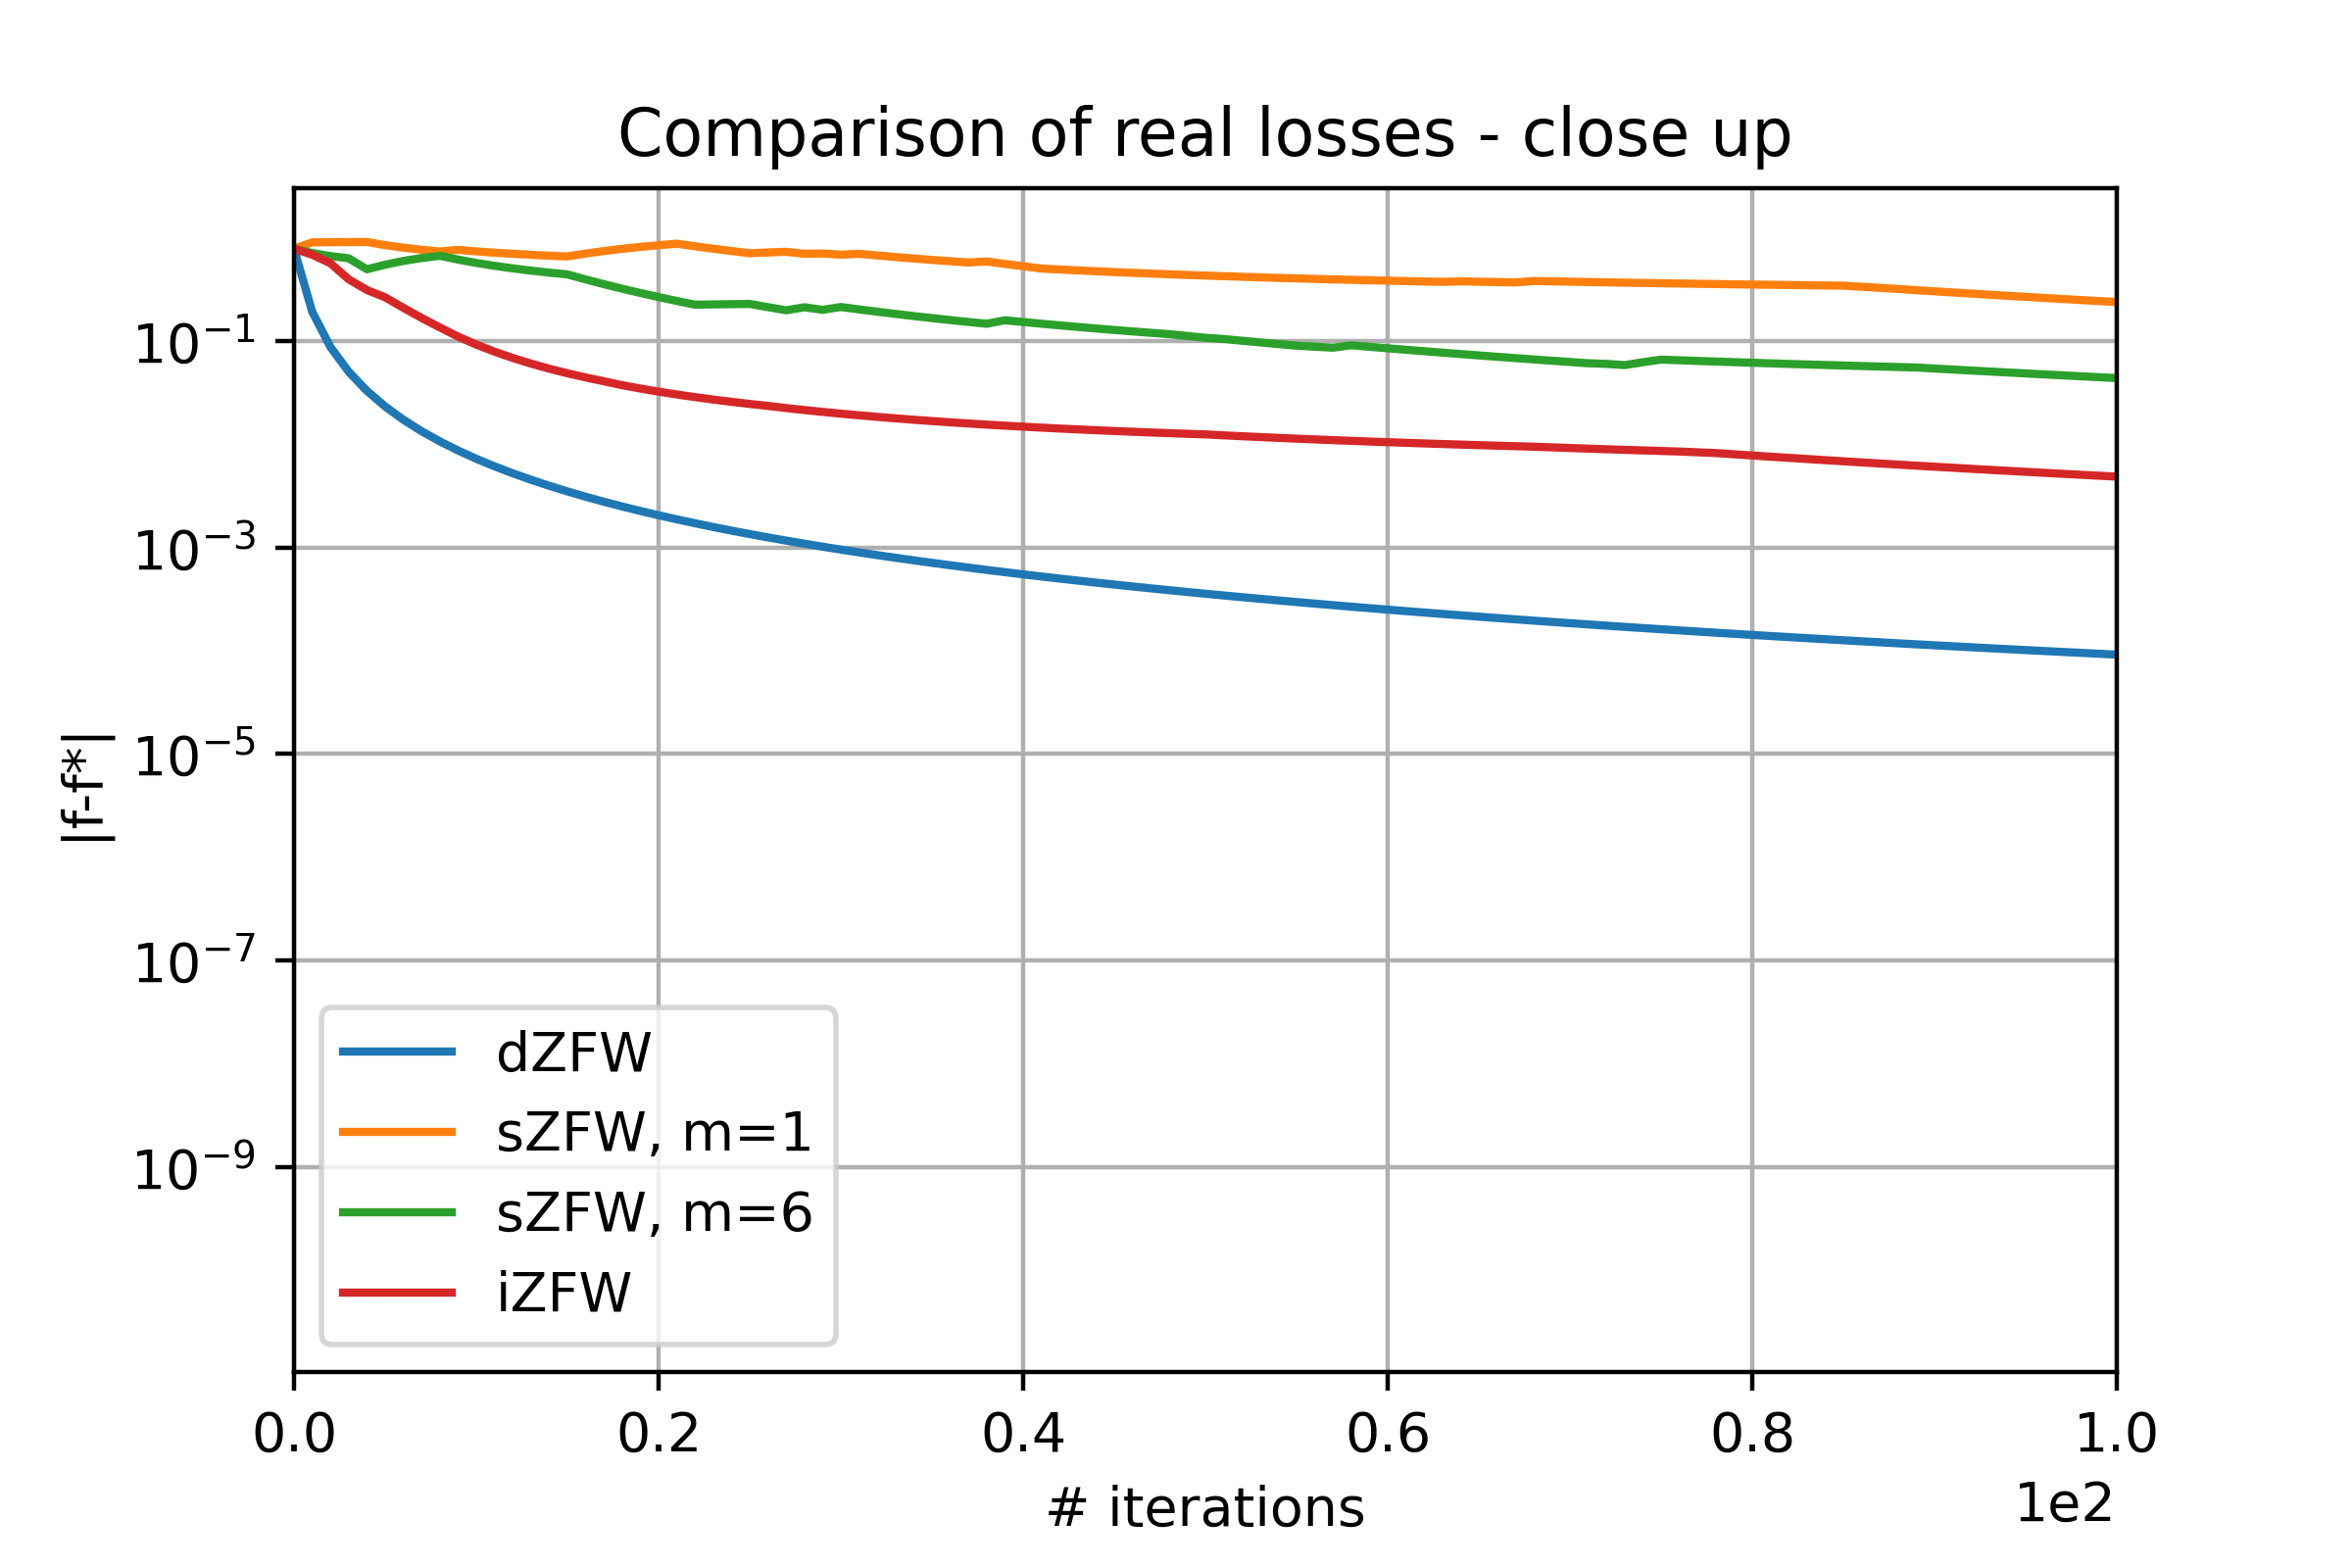 Comparison of real losses - close up
|f-f*|
10⁻¹
10⁻³
10⁻⁵
10⁻⁷
10⁻⁹
dZFW
sZFW, m=1
sZFW, m=6
iZFW
0.0 0.2 0.4 0.6 0.8 1.0
1e2
# iterations